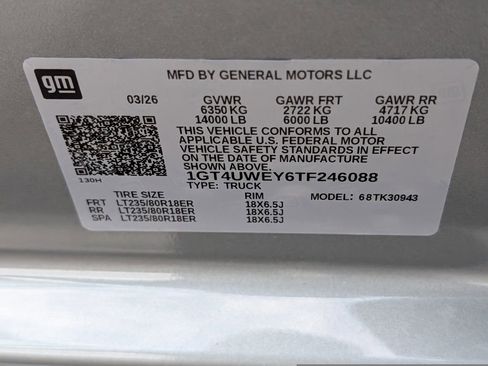 gm
MFD BY GENERAL MOTORS LLC
03/26 GVWR GAWR FRT GAWR RR
6350 KG 2722 KG 4717 KG
14000 LB 6000 LB 10400 LB
THIS VEHICLE CONFORMS TO ALL
APPLICABLE U.S. FEDERAL MOTOR
VEHICLE SAFETY STANDARDS IN EFFECT
ON THE DATE OF MANUFACTURE
SHOWN ABOVE.
130H 1GT4UWEY6TF246088
TYPE: TRUCK
TIRE SIZE RIM MODEL: 68TK30943
FRT LT235/80R18ER 18X6.5J
RR LT235/80R18ER 18X6.5J
SPA LT235/80R18ER 18X6.5J